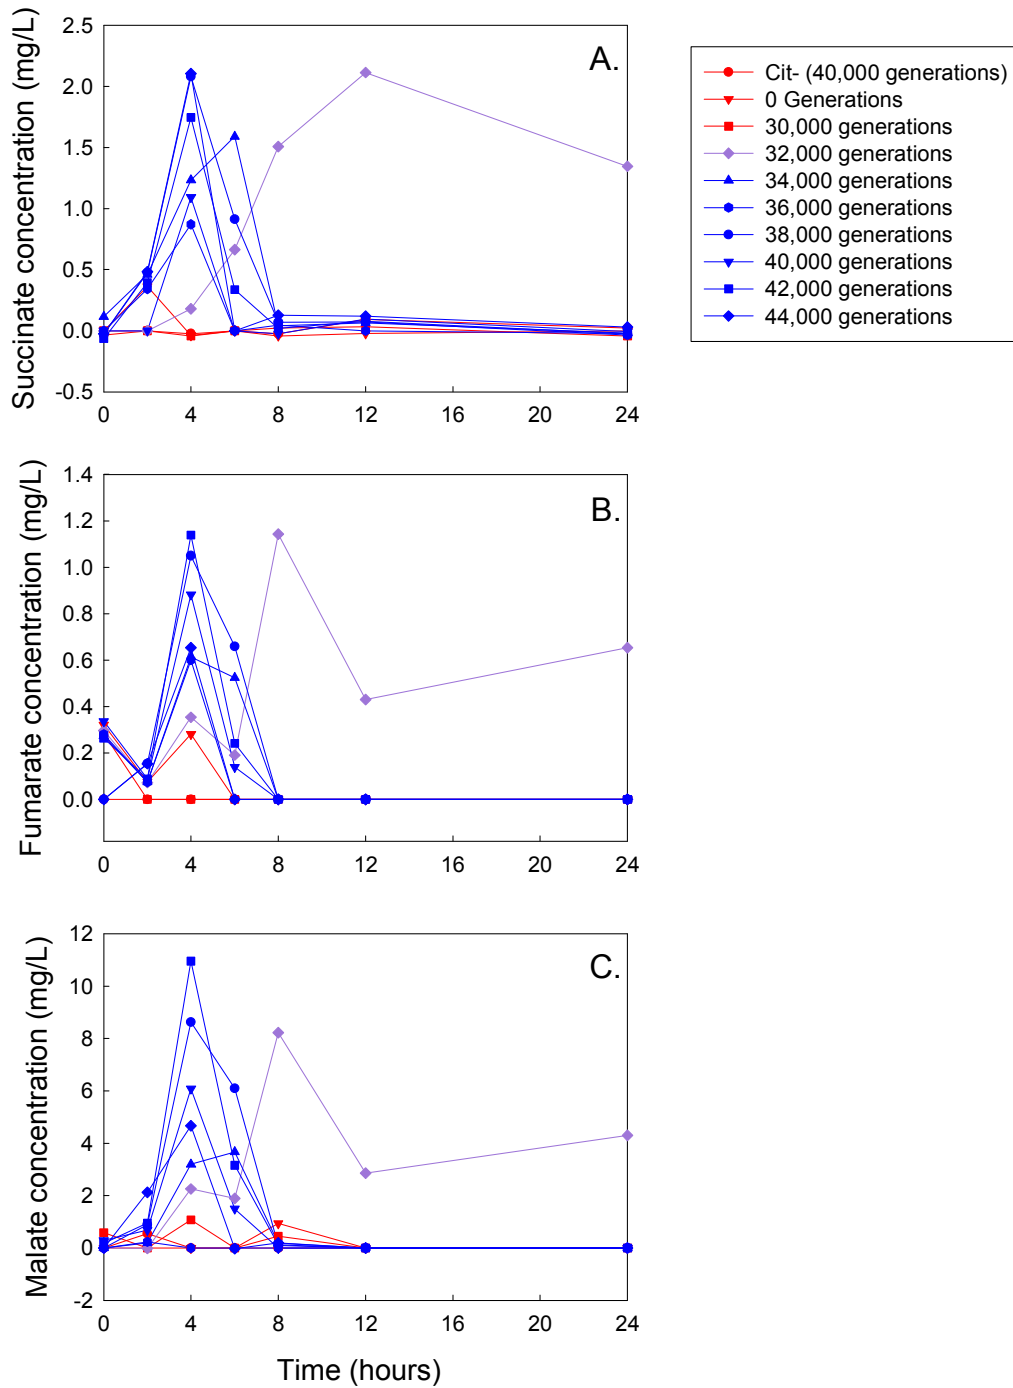 Succinate concentration (mg/L)
2.5
2.0
1.5
1.0
0.5
0.0
-0.5
A.
0 4 8 12 16 20 24
Cit- (40,000 generations)
0 Generations
30,000 generations
32,000 generations
34,000 generations
36,000 generations
38,000 generations
40,000 generations
42,000 generations
44,000 generations
Fumarate concentration (mg/L)
1.4
1.2
1.0
0.8
0.6
0.4
0.2
0.0
B.
0 4 8 12 16 20 24
Malate concentration (mg/L)
12
10
8
6
4
2
0
-2
C.
0 4 8 12 16 20 24
Time (hours)